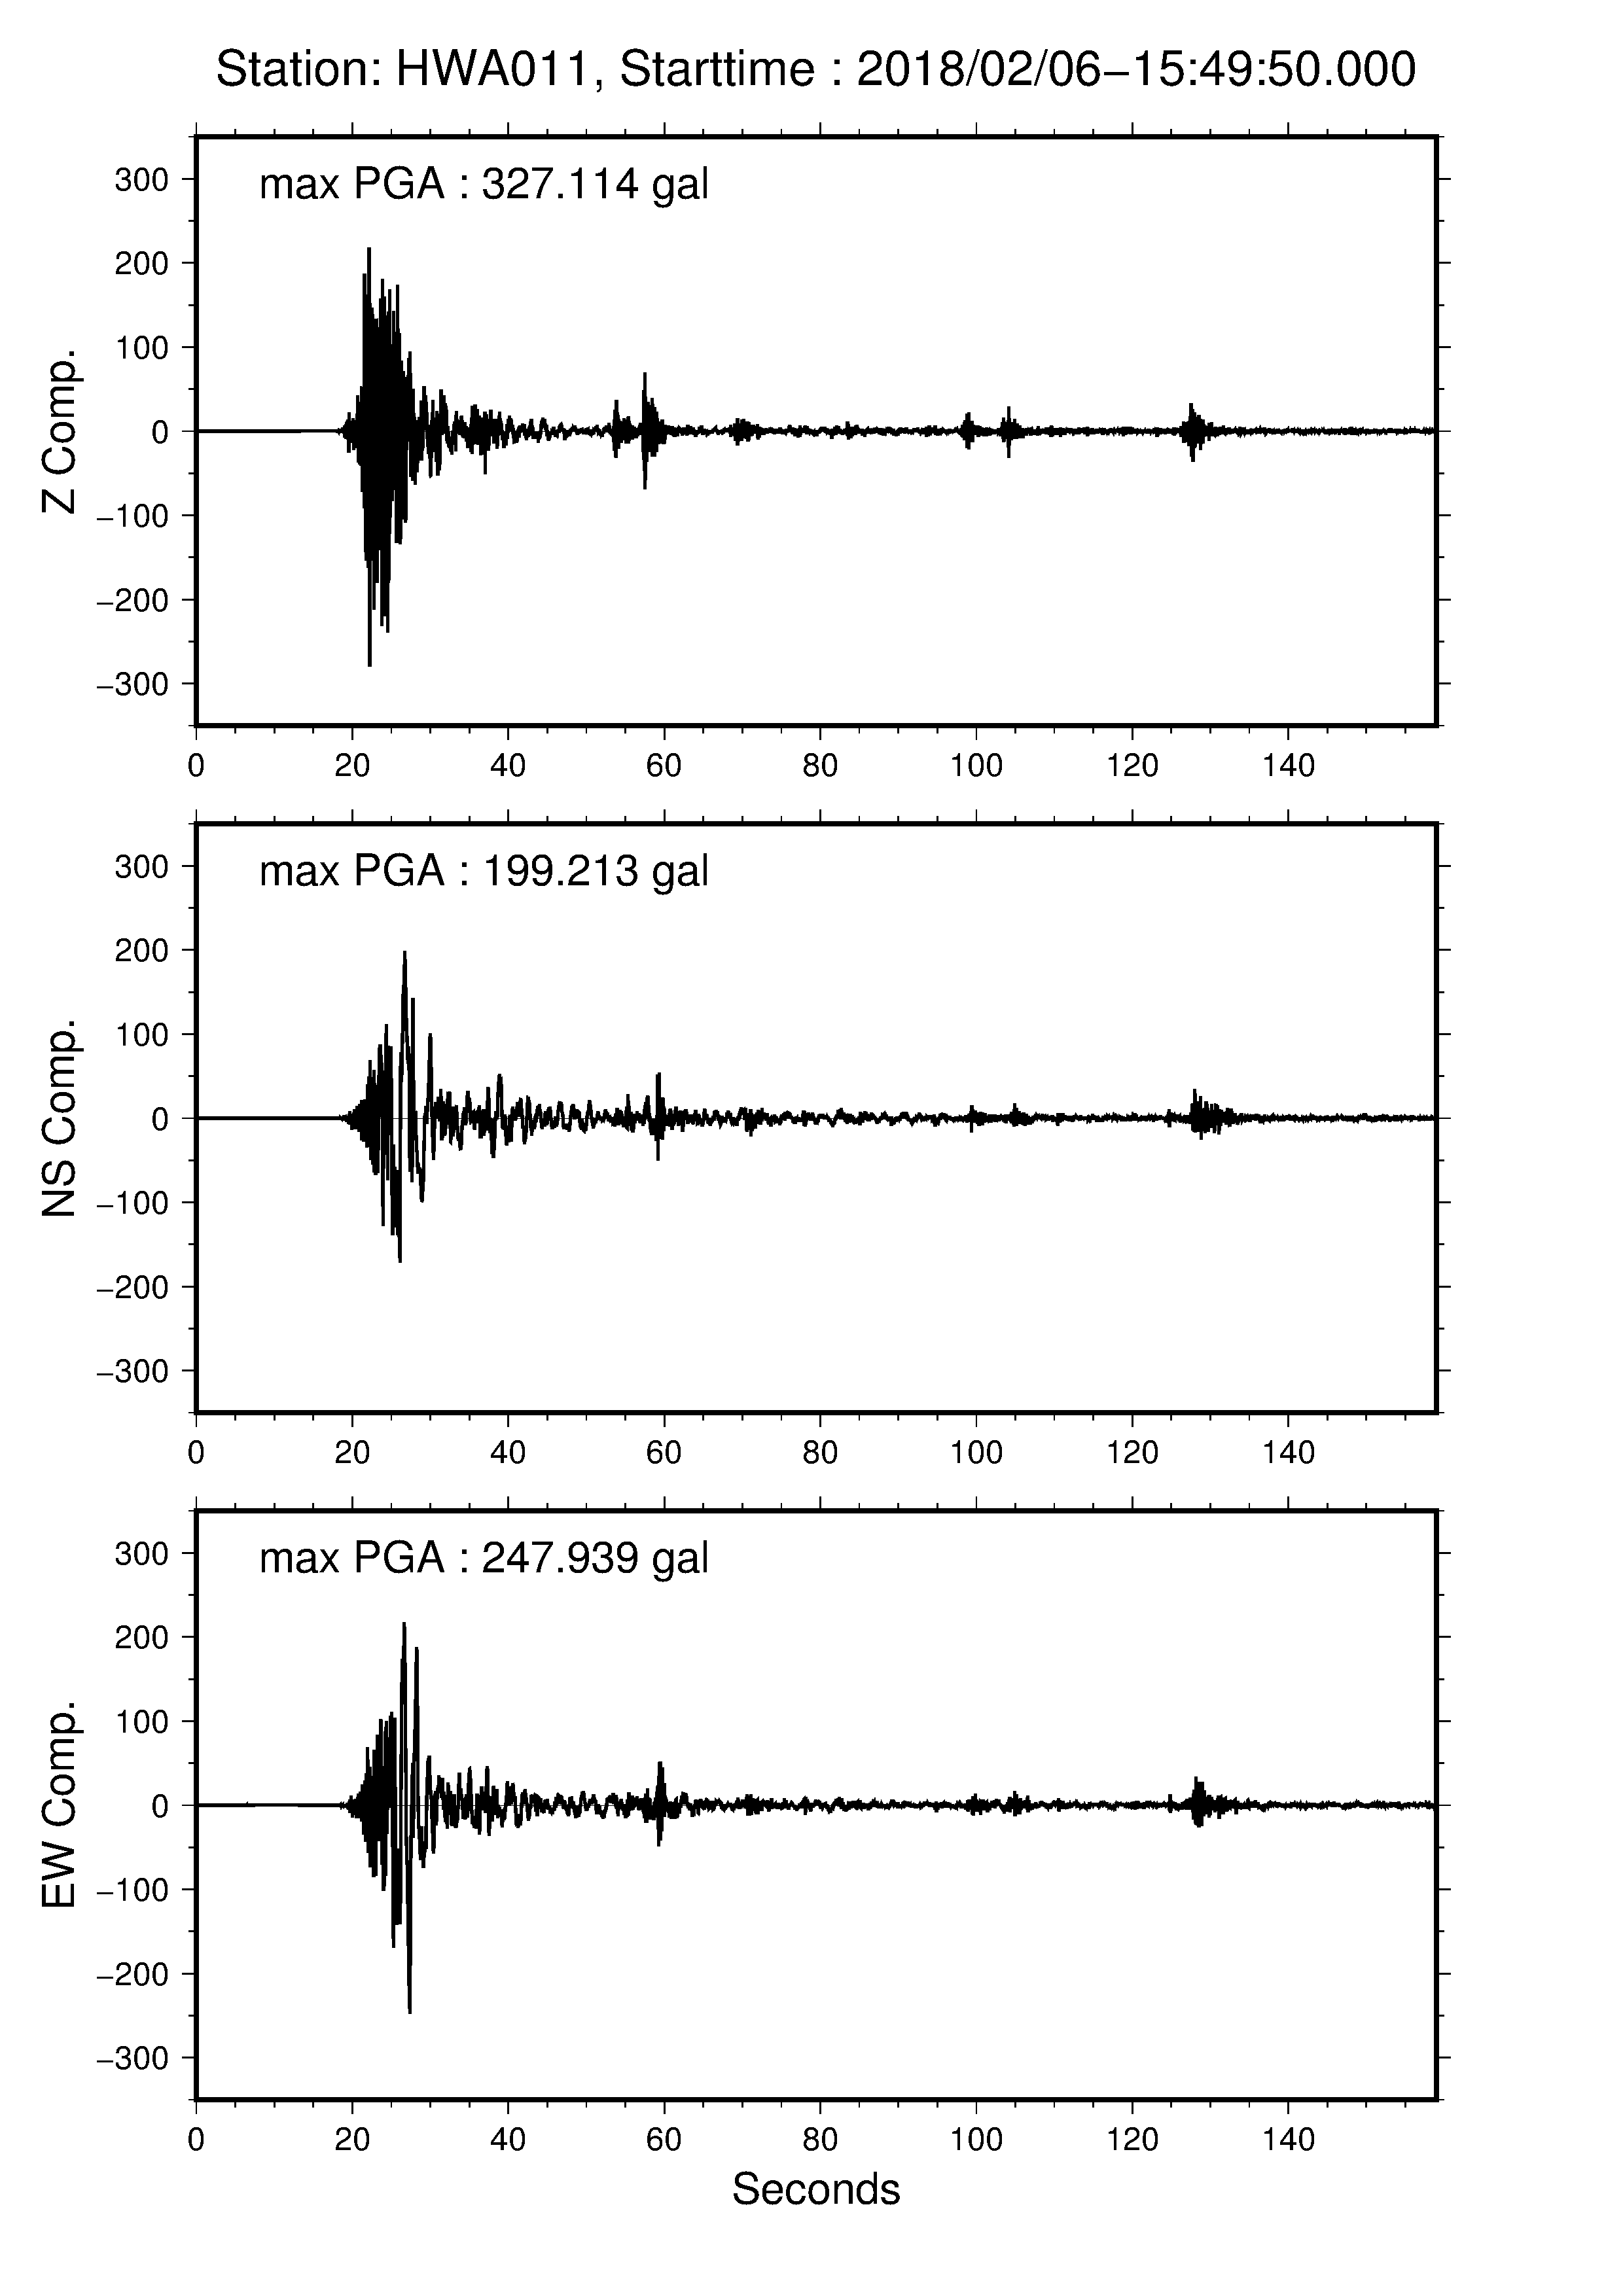 Station: HWA011, Starttime : 2018/02/06−15:49:50.000
max PGA : 327.114 gal
300
200
100
0
−100
−200
−300
Z Comp.
0 20 40 60 80 100 120 140
max PGA : 199.213 gal
300
200
100
0
−100
−200
−300
NS Comp.
0 20 40 60 80 100 120 140
max PGA : 247.939 gal
300
200
100
0
−100
−200
−300
EW Comp.
0 20 40 60 80 100 120 140
Seconds